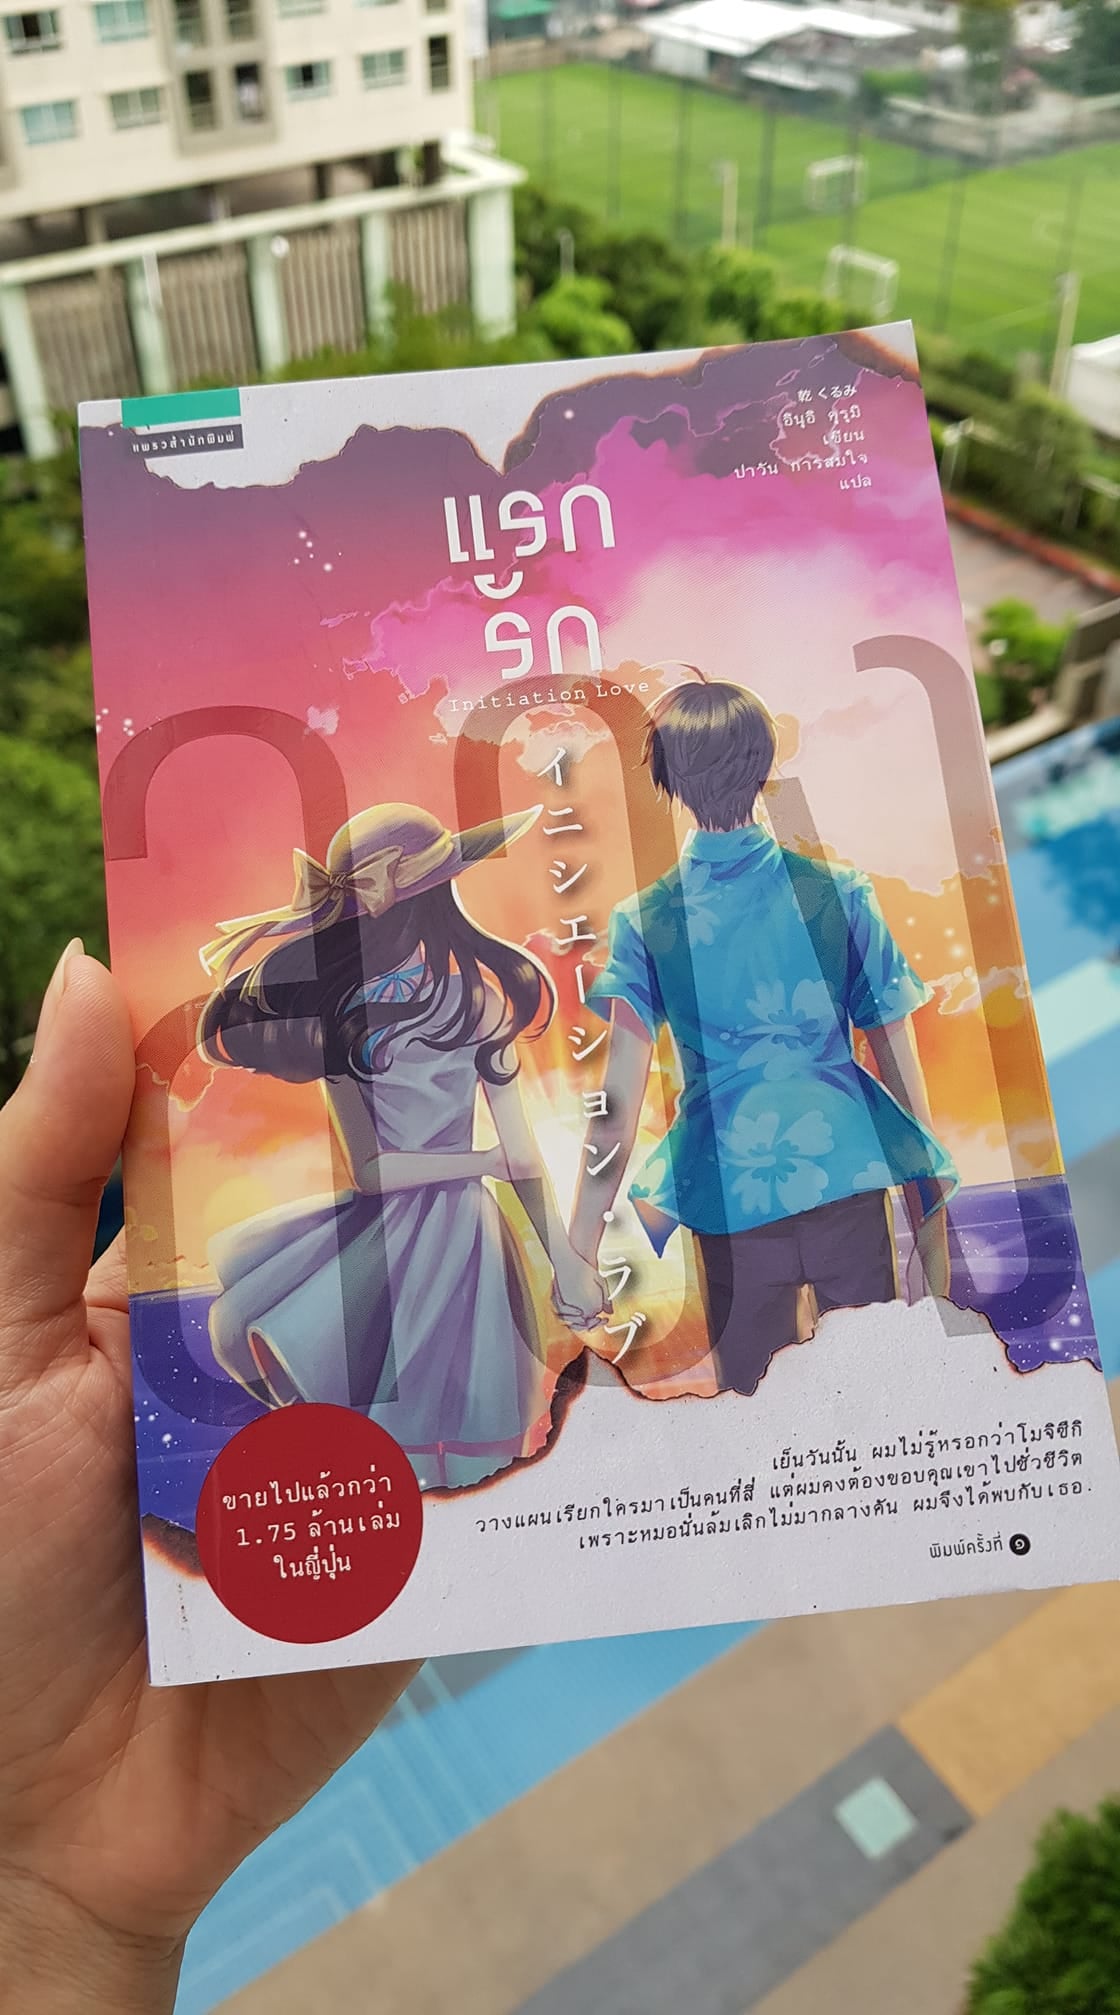 แพรวสำนักพิมพ์
乾 くるみ
อินุอิ คุรุมิ
เขียน
ปาวัน การสมใจ
แปล
แรก
รัก
Initiation Love
イニシエーション・ラブ
ขายไปแล้วกว่า
1.75 ล้านเล่ม
ในญี่ปุ่น
เย็นวันนั้น ผมไม่รู้หรอกว่าโมจิซึกิ
วางแผนเรียกใครมาเป็นคนที่สี่ แต่ผมคงต้องขอบคุณเขาไปชั่วชีวิต
เพราะหมอนั่นล้มเลิกไม่มากลางคัน ผมจึงได้พบกับเธอ.
พิมพ์ครั้งที่ ๑